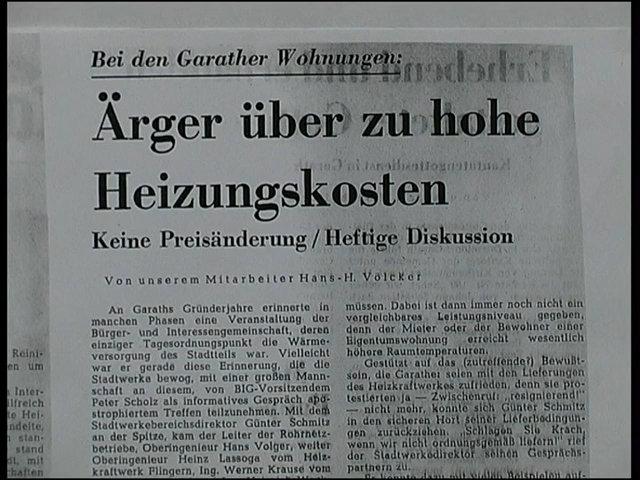 Bei den Garather Wohnungen:
Ärger über zu hohe
Heizungskosten
Keine Preisänderung / Heftige Diskussion
Von unserem Mitarbeiter Hans-H. Völcker
An Garaths Gründerjahre erinnerte in
manchen Phasen eine Veranstaltung der
Bürger- und Interessengemeinschaft, deren
einziger Tagesordnungspunkt die Wärme-
versorgung des Stadtteils war. Vielleicht
war er gerade diese Erinnerung, die die
Stadtwerke bewog, mit einer großen Mann-
schaft an diesem, von BIG-Vorsitzendem
Peter Scholz als informatives Gespräch apo-
strophiertem Treffen teilzunehmen. Mit dem
Stadtwerkebereichsdirektor Günter Schmitz
an der Spitze, kam der Leiter der Rohrnetz-
betriebe, Oberingenieur Hans Volger, weiter
Oberingenieur Heinz Lassoga vom Heiz-
kraftwerk Flingern, Ing. Werner Krause vom
müssen. Dabei ist dann immer noch nicht ein
vergleichbares Leistungsniveau gegeben,
denn der Mieter oder der Bewohner einer
Eigentumswohnung erreicht wesentlich
höhere Raumtemperaturen.
Gestützt auf das (zutreffende?) Bewußt-
sein, die Garather seien mit den Lieferungen
des Heizkraftwerkes zufrieden, denn sie pro-
testierten ja — Zwischenruf: „resignierend!"
— nicht mehr, konnte sich Günter Schmitz
in den sicheren Hort seiner Lieferbedingun-
gen zurückziehen. „Schlagen Sie Krach,
wenn wir nicht ordnungsgemäß liefern!" rief
der Stadtwerkedirektor seinen Gesprächs-
partnern zu.
Er konnte dazu mit vielen Beispielen auf-